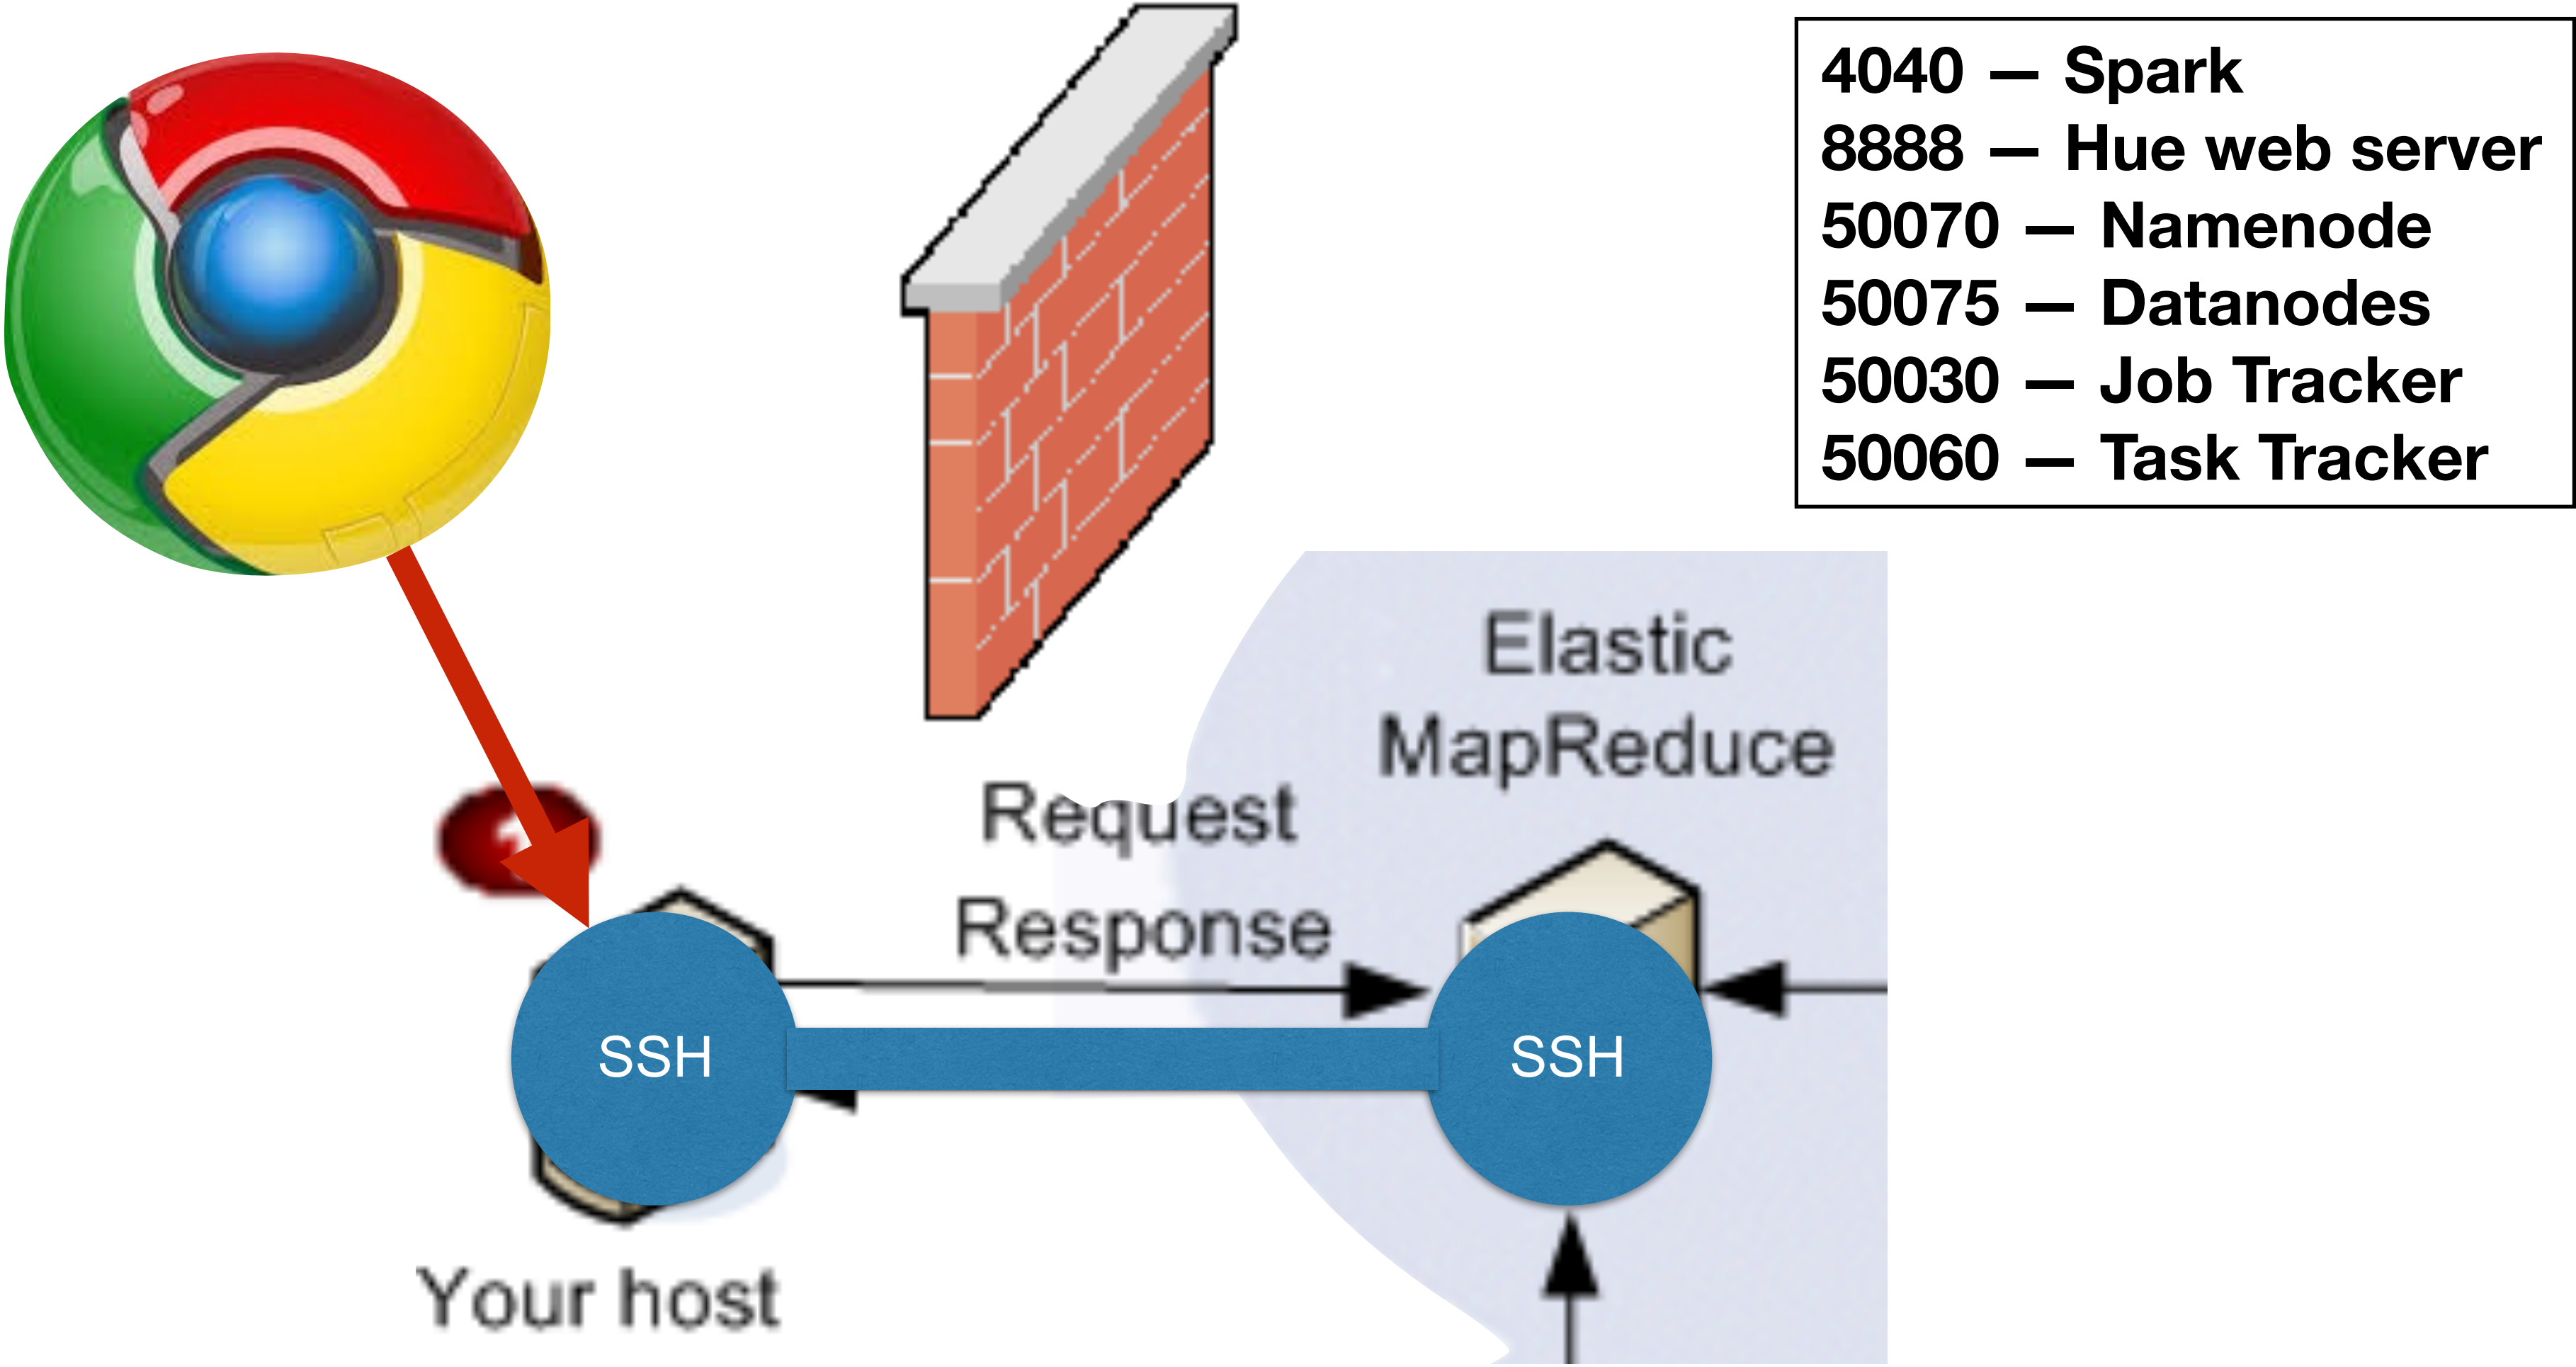 4040 — Spark
8888 — Hue web server
50070 — Namenode
50075 — Datanodes
50030 — Job Tracker
50060 — Task Tracker
Elastic
MapReduce
Request
Response
SSH
SSH
Your host